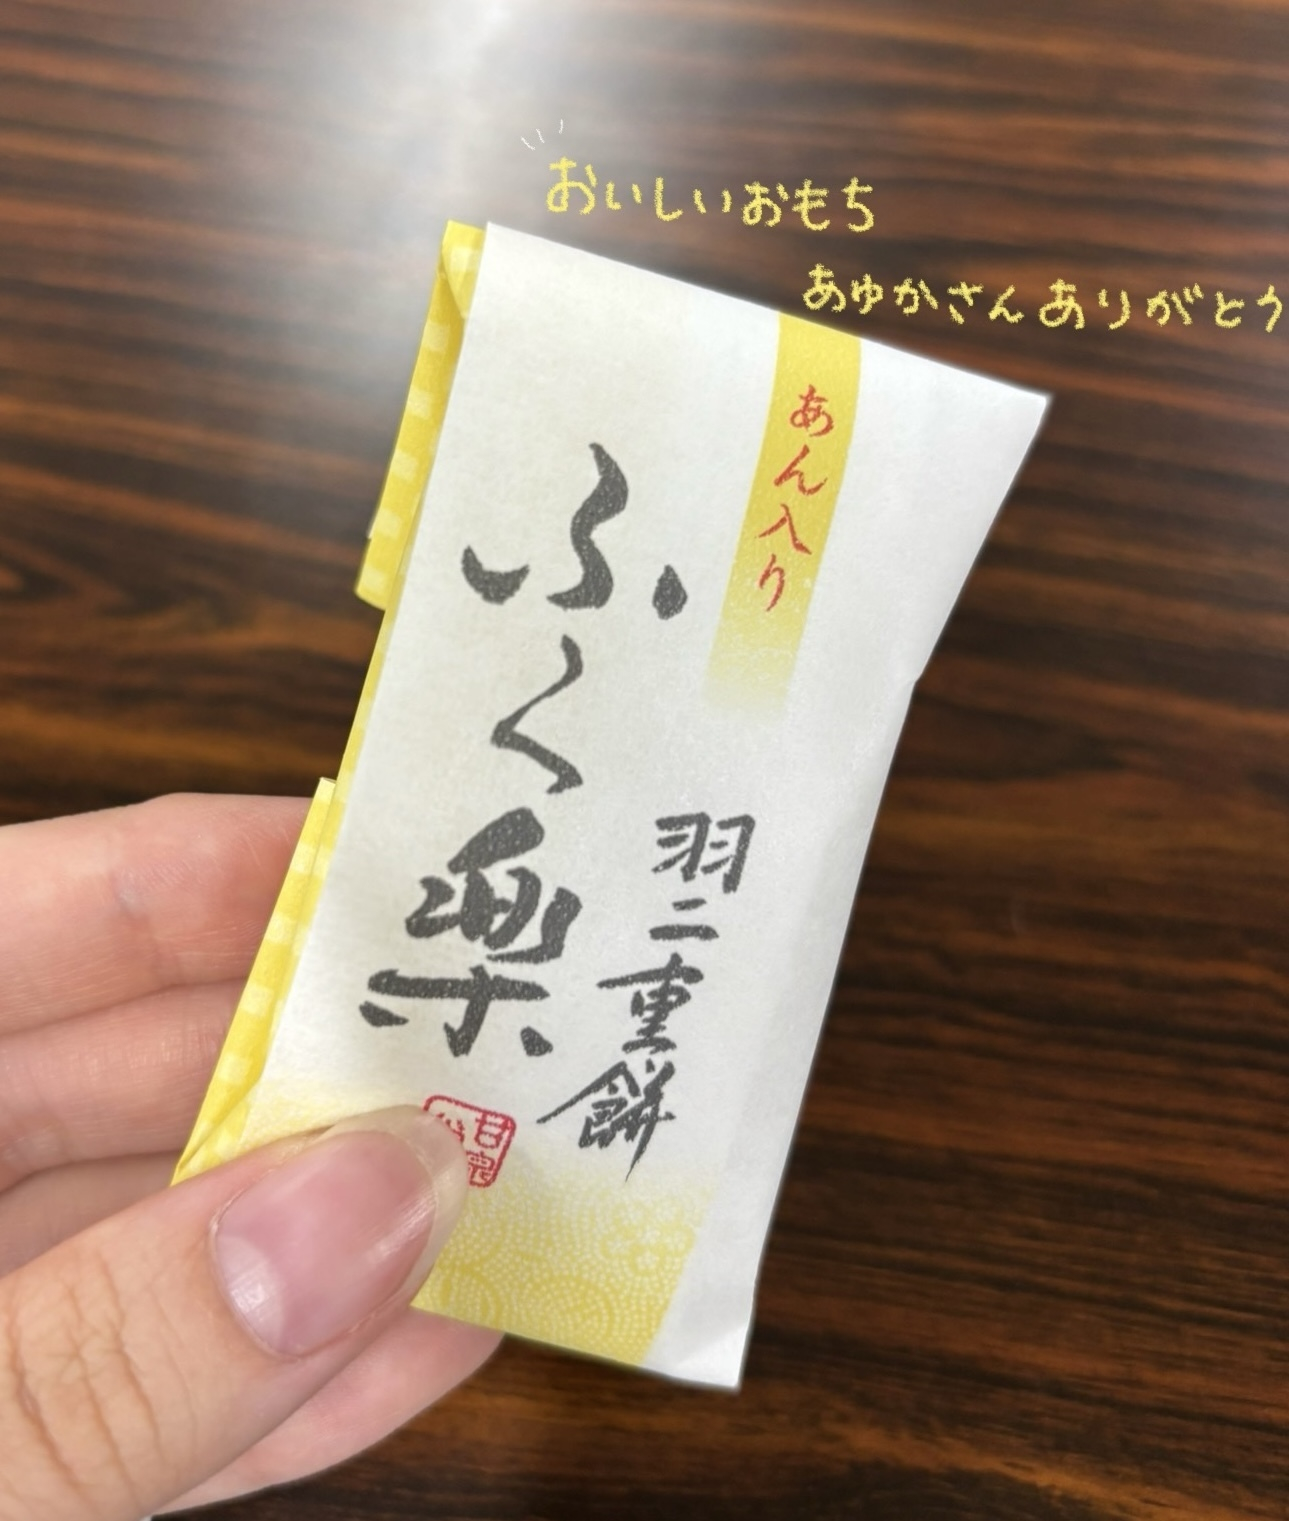 おいしいおもち
あゆかさんありがとう
あん入り
ふく楽
羽二重餅
甘